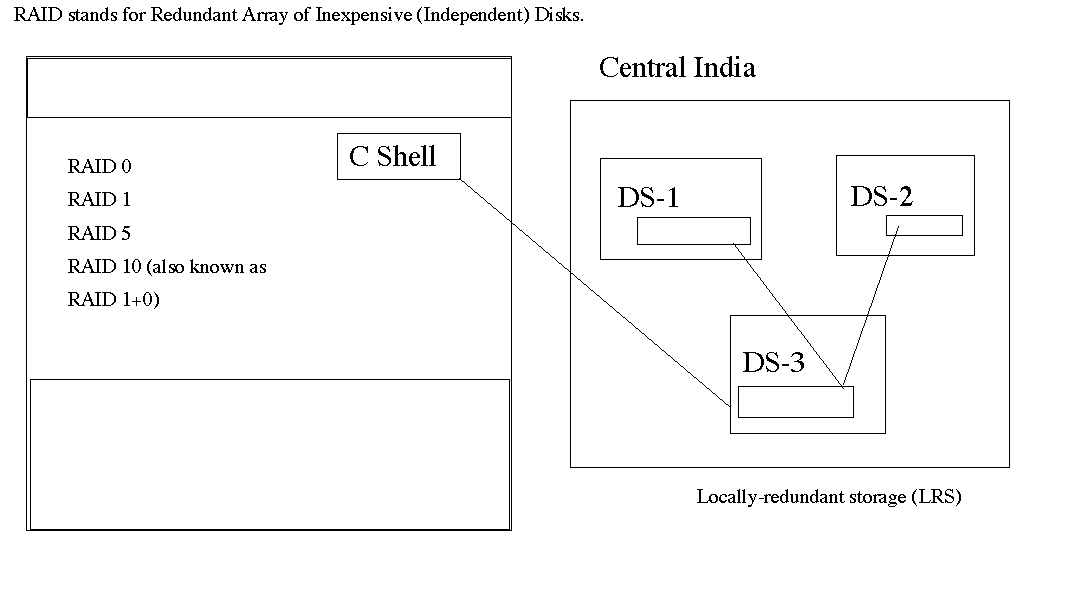 RAID stands for Redundant Array of Inexpensive (Independent) Disks.
Central India
C Shell
RAID 0
RAID 1
RAID 5
RAID 10 (also known as
RAID 1+0)
DS-1
DS-2
DS-3
Locally-redundant storage (LRS)